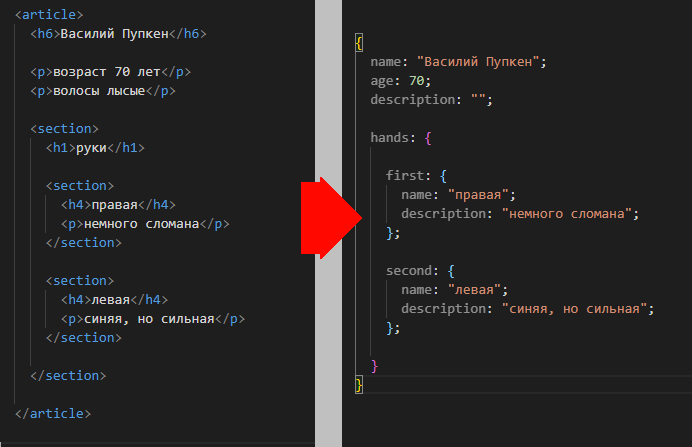 <article>
<h6>Василий Пупкен</h6>
<p>возраст 70 лет</p>
<p>волосы лысые</p>
<section>
<h1>руки</h1>
<section>
<h4>правая</h4>
<p>немного сломана</p>
</section>
<section>
<h4>левая</h4>
<p>синяя, но сильная</p>
</section>
</section>
</article>
{
name: "Василий Пупкен";
age: 70;
description: "";
hands: {
first: {
name: "правая";
description: "немного сломана";
};
second: {
name: "левая";
description: "синяя, но сильная";
};
}
}